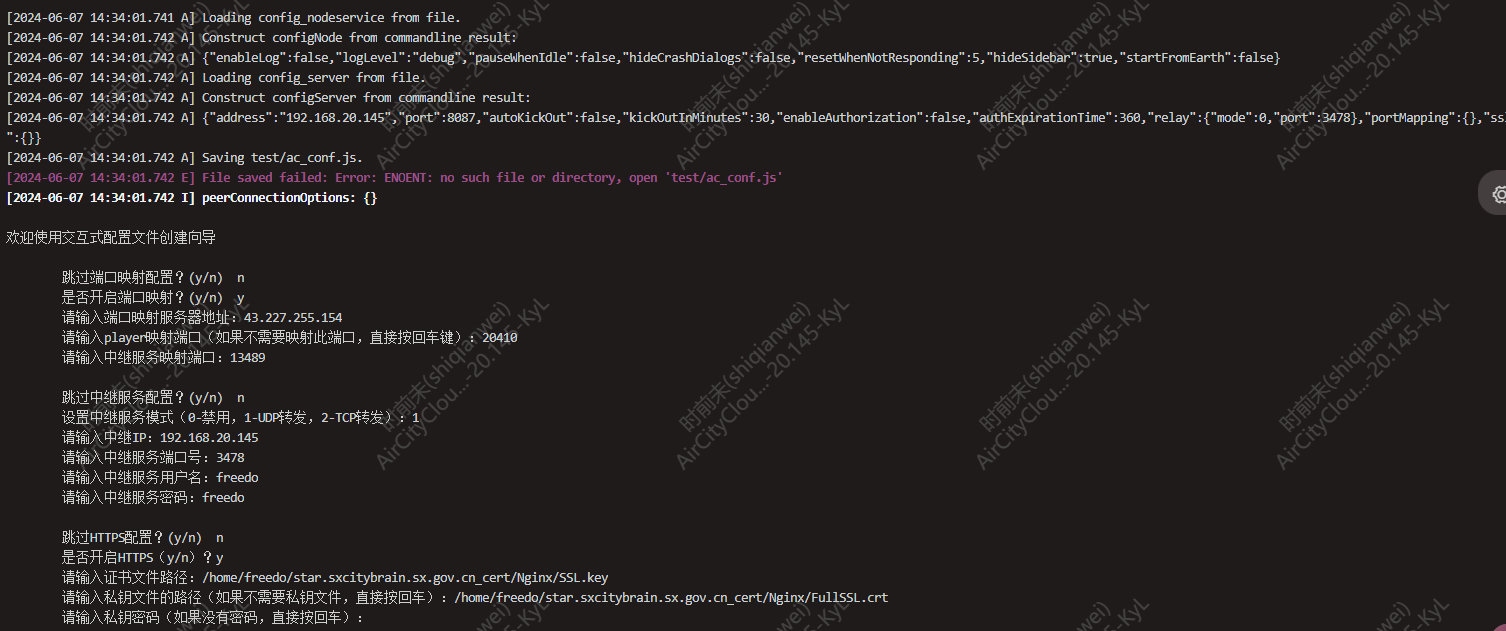 [2024-06-07 14:34:01.741 A] Loading config_nodeservice from file.
[2024-06-07 14:34:01.742 A] Construct configNode from commandline result:
[2024-06-07 14:34:01.742 A] {"enableLog":false,"logLevel":"debug","pauseWhenIdle":false,"hideCrashDialogs":false,"resetWhenNotResponding":5,"hideSidebar":true,"startFromEarth":false}
[2024-06-07 14:34:01.742 A] Loading config_server from file.
[2024-06-07 14:34:01.742 A] Construct configServer from commandline result:
[2024-06-07 14:34:01.742 A] {"address":"192.168.20.145","port":8087,"autoKickOut":false,"kickOutInMinutes":30,"enableAuthorization":false,"authExpirationTime":360,"relay":{"mode":0,"port":3478},"portMapping":{},"ss
":{}}
[2024-06-07 14:34:01.742 A] Saving test/ac_conf.js.
[2024-06-07 14:34:01.742 E] File saved failed: Error: ENOENT: no such file or directory, open 'test/ac_conf.js'
[2024-06-07 14:34:01.742 I] peerConnectionOptions: {}
欢迎使用交互式配置文件创建向导
跳过端口映射配置？(y/n) n
是否开启端口映射？(y/n) y
请输入端口映射服务器地址：43.227.255.154
请输入player映射端口（如果不需要映射此端口，直接按回车键）：20410
请输入中继服务映射端口：13489
跳过中继服务配置？(y/n) n
设置中继服务模式（0-禁用，1-UDP转发，2-TCP转发）：1
请输入中继IP：192.168.20.145
请输入中继服务端口号：3478
请输入中继服务用户名：freedo
请输入中继服务密码：freedo
跳过HTTPS配置？(y/n) n
是否开启HTTPS（y/n）？y
请输入证书文件路径：/home/freedo/star.sxcitybrain.sx.gov.cn_cert/Nginx/SSL.key
请输入私钥文件的路径（如果不需要私钥文件，直接按回车）：/home/freedo/star.sxcitybrain.sx.gov.cn_cert/Nginx/FullSSL.crt
请输入私钥密码（如果没有密码，直接按回车）：
时前末(shiqianwei)
AirCityClou...-20.145-KyL